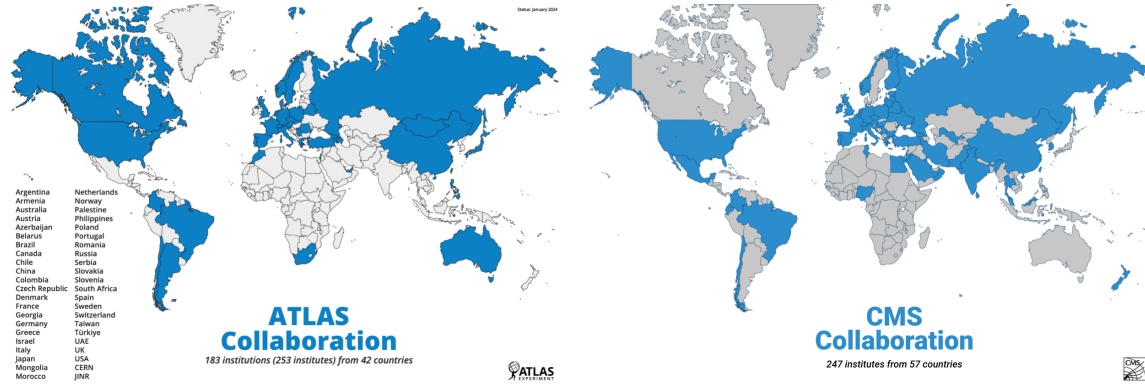 Status: January 2024
Argentina
Armenia
Australia
Austria
Azerbaijan
Belarus
Brazil
Canada
Chile
China
Colombia
Czech Republic
Denmark
France
Georgia
Germany
Greece
Israel
Italy
Japan
Mongolia
Morocco
Netherlands
Norway
Palestine
Philippines
Poland
Portugal
Romania
Russia
Serbia
Slovakia
Slovenia
South Africa
Spain
Sweden
Switzerland
Taiwan
Türkiye
UAE
UK
USA
CERN
JINR
ATLAS
Collaboration
183 institutions (253 institutes) from 42 countries
ATLAS
EXPERIMENT
CMS
Collaboration
247 institutes from 57 countries
CMS